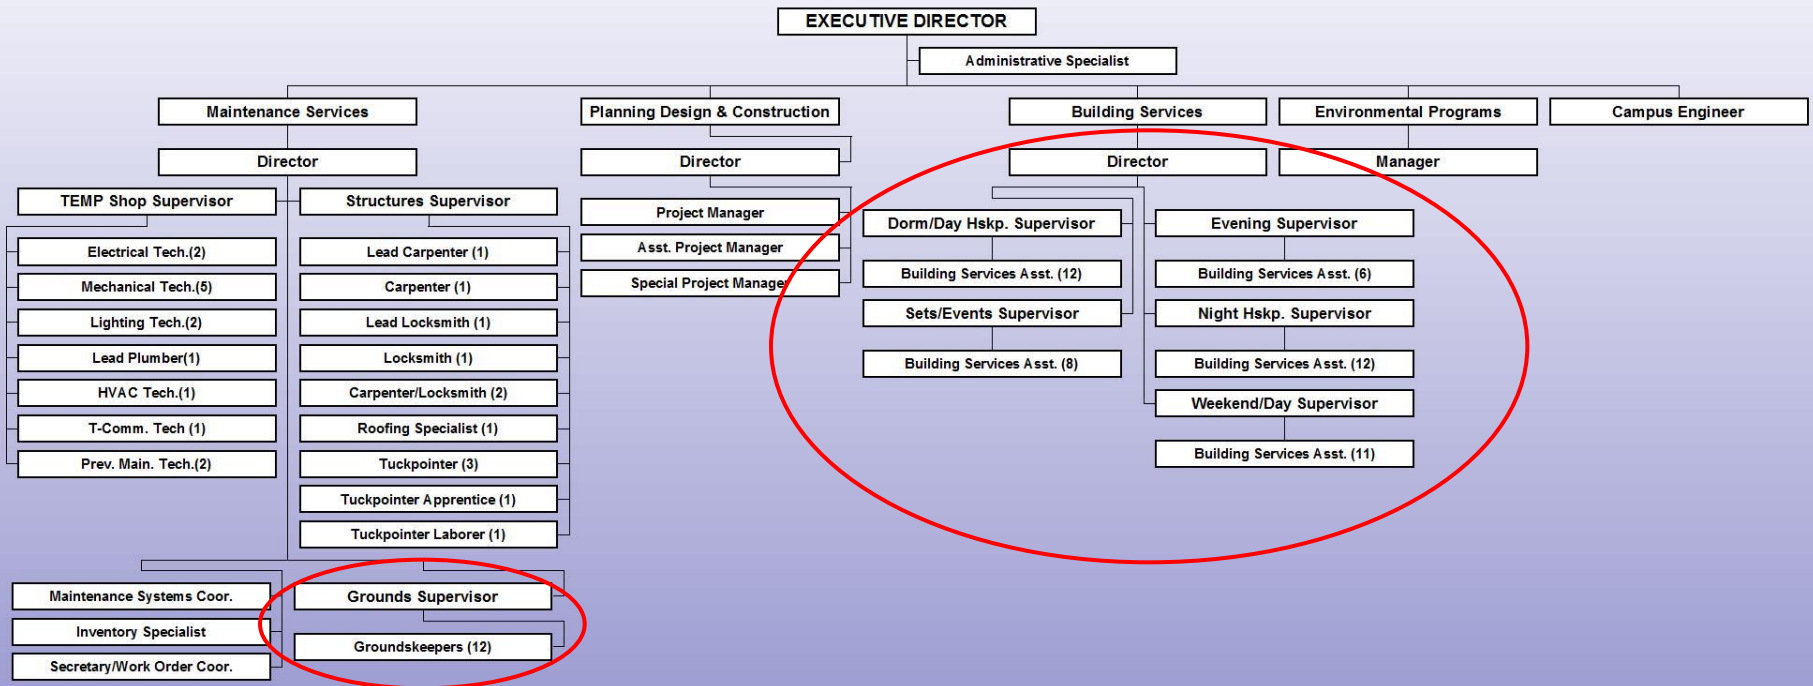 EXECUTIVE DIRECTOR
Administrative Specialist
Maintenance Services
Planning Design & Construction
Building Services
Environmental Programs
Campus Engineer
Director
Director
Director
Manager
TEMP Shop Supervisor
Structures Supervisor
Electrical Tech.(2)
Mechanical Tech.(5)
Lighting Tech.(2)
Lead Plumber(1)
HVAC Tech.(1)
T-Comm. Tech (1)
Prev. Main. Tech.(2)
Lead Carpenter (1)
Carpenter (1)
Lead Locksmith (1)
Locksmith (1)
Carpenter/Locksmith (2)
Roofing Specialist (1)
Tuckpointer (3)
Tuckpointer Apprentice (1)
Tuckpointer Laborer (1)
Project Manager
Asst. Project Manager
Special Project Manager
Dorm/Day Hskp. Supervisor
Building Services Asst. (12)
Sets/Events Supervisor
Building Services Asst. (8)
Evening Supervisor
Building Services Asst. (6)
Night Hskp. Supervisor
Building Services Asst. (12)
Weekend/Day Supervisor
Building Services Asst. (11)
Maintenance Systems Coor.
Inventory Specialist
Secretary/Work Order Coor.
Grounds Supervisor
Groundskeepers (12)